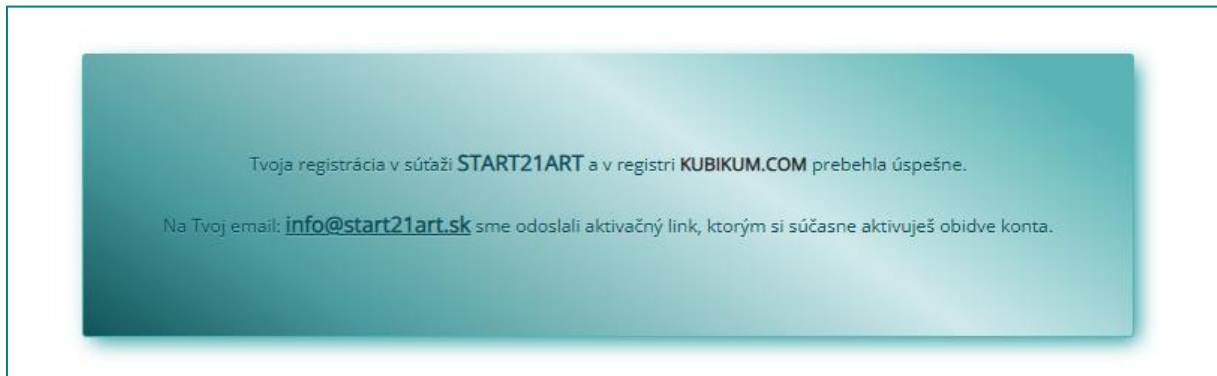 Tvoja registrácia v súťaži START21ART a v registri KUBIKUM.COM prebehla úspešne.
Na Tvoj email: info@start21art.sk sme odoslali aktivačný link, ktorým si súčasne aktivuješ obidve konta.